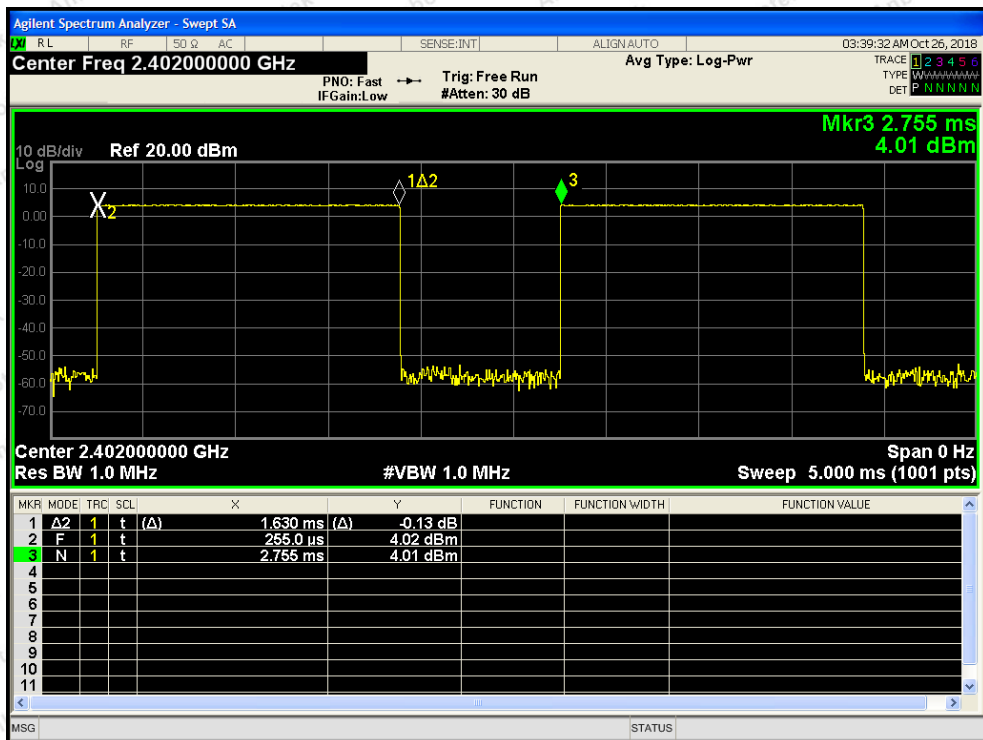 Agilent Spectrum Analyzer - Swept SA
LXI RL RF 50 Ω AC SENSE:INT ALIGN AUTO 03:39:32 AM Oct 26, 2018
Center Freq 2.402000000 GHz Avg Type: Log-Pwr TRACE 1 2 3 4 5 6
PNO: Fast Trig: Free Run TYPE W
IFGain:Low #Atten: 30 dB DET P N N N N N
Mkr3 2.755 ms
10 dB/div Ref 20.00 dBm 4.01 dBm
Log
10.0
0.00
-10.0
-20.0
-30.0
-40.0
-50.0
-60.0
-70.0
X2
1Δ2
3
Center 2.402000000 GHz Span 0 Hz
Res BW 1.0 MHz #VBW 1.0 MHz Sweep 5.000 ms (1001 pts)
MKR MODE TRC SCL X Y FUNCTION FUNCTION WIDTH FUNCTION VALUE
1 Δ2 1 t (Δ) 1.630 ms (Δ) -0.13 dB
2 F 1 t 255.0 µs 4.02 dBm
3 N 1 t 2.755 ms 4.01 dBm
4
5
6
7
8
9
10
11
MSG STATUS